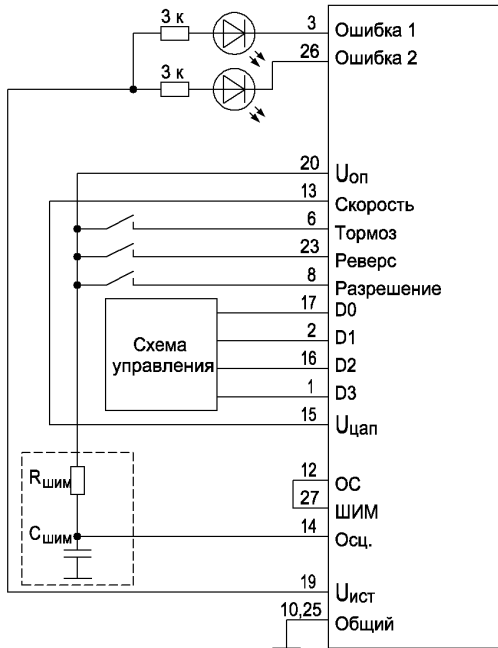 3 к 3 Ошибка 1
26 Ошибка 2
3 к
20 Uоп
13 Скорость
6 Тормоз
23 Реверс
8 Разрешение
17 D0
Схема
управления
2 D1
16 D2
1 D3
15 Uцап
Rшим
12 ОС
27 ШИМ
Cшим
14 Осц.
19 Uист
10,25 Общий